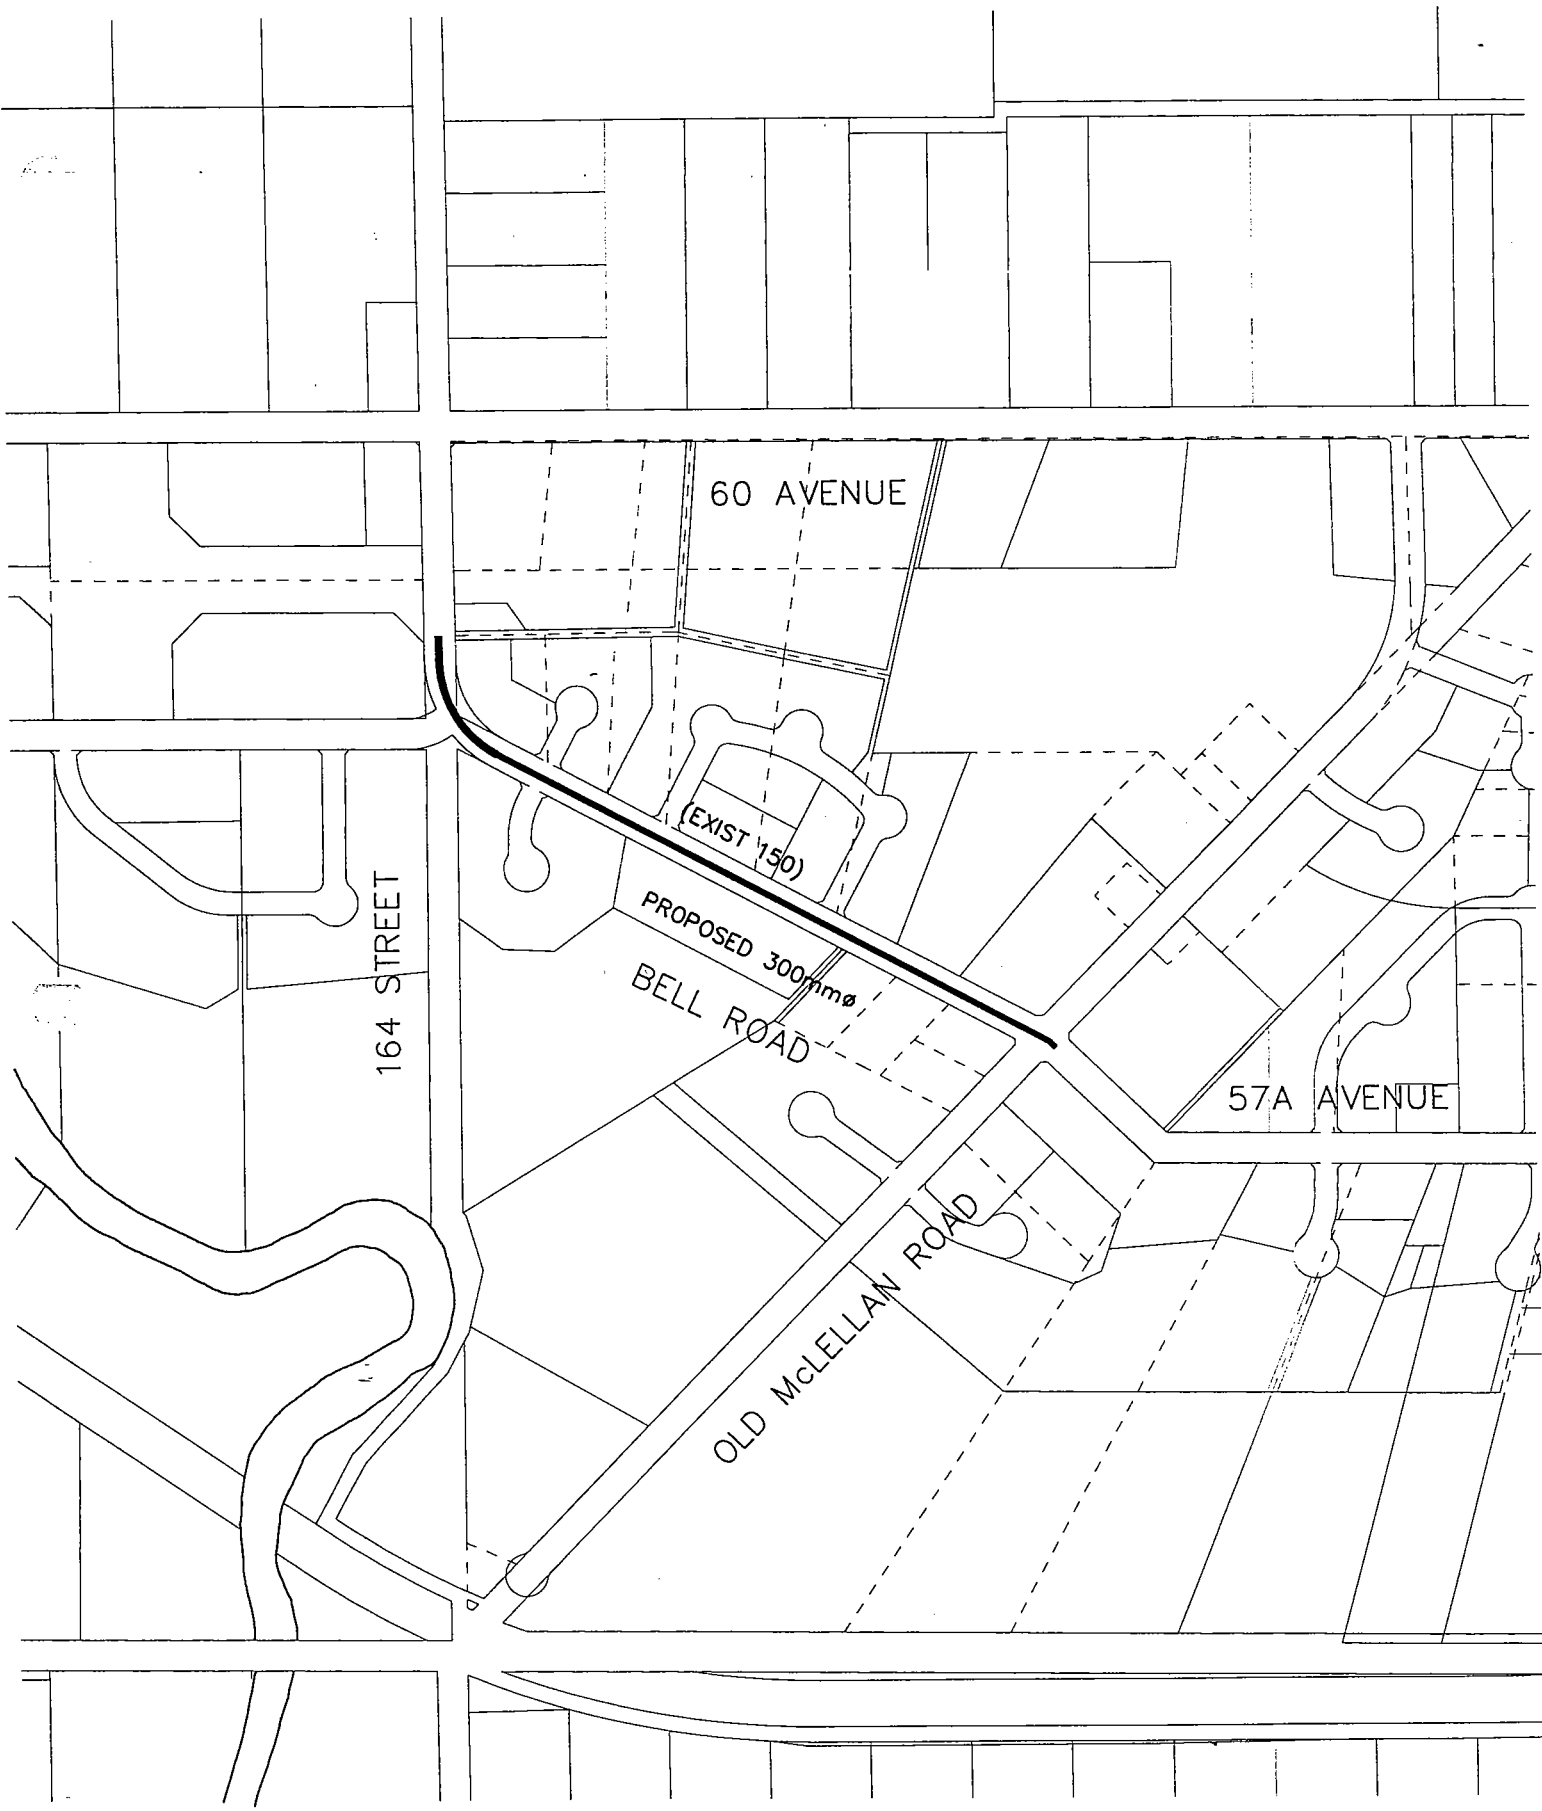 60 AVENUE
(EXIST 150)
PROPOSED 300mmø
BELL ROAD
164 STREET
57A AVENUE
OLD McLELLAN ROAD